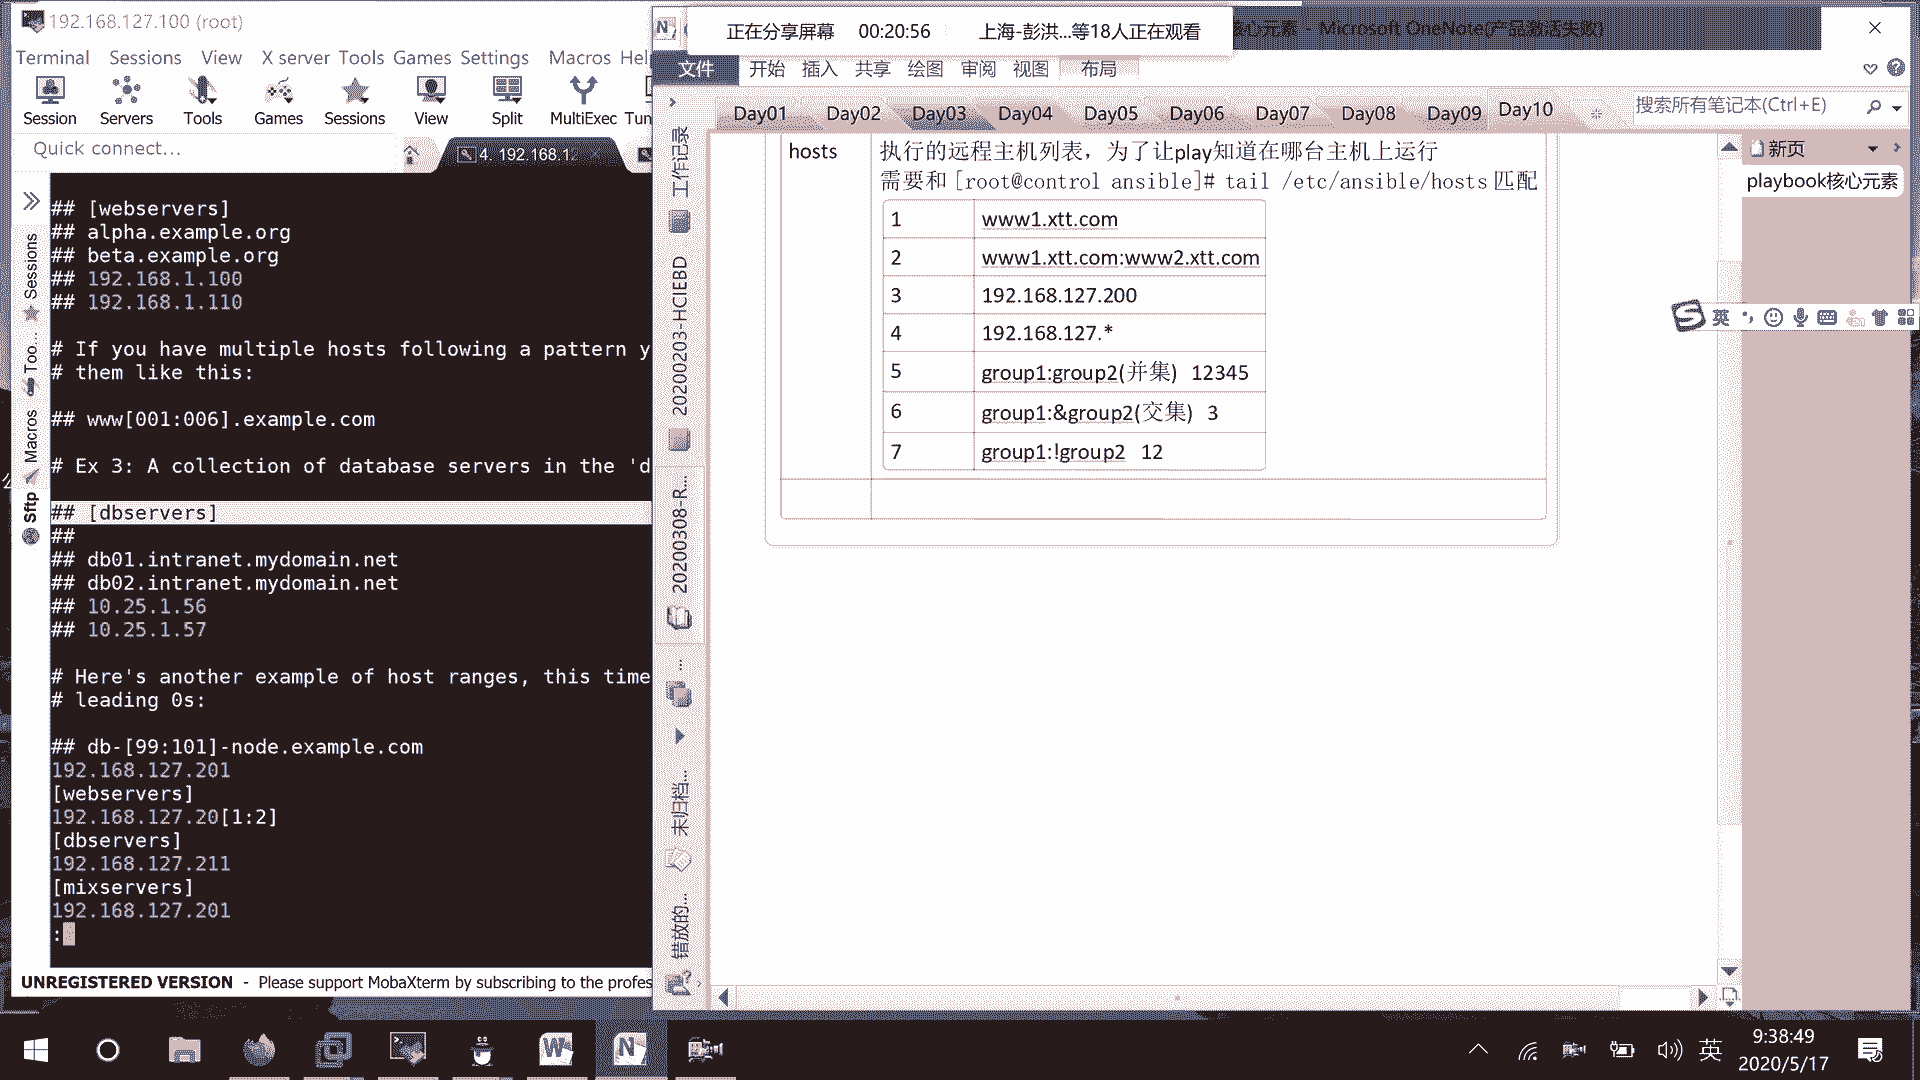 192.168.127.100 (root)
Terminal Sessions View X server Tools Games Settings Macros Hel
Session Servers Tools Games Sessions View Split MultiExec Tun
Quick connect...
4. 192.168.12
Sessions
Too...
Macros
Sftp
## [webservers]
## alpha.example.org
## beta.example.org
## 192.168.1.100
## 192.168.1.110
# If you have multiple hosts following a pattern y
# them like this:
## www[001:006].example.com
# Ex 3: A collection of database servers in the 'd
## [dbservers]
##
## db01.intranet.mydomain.net
## db02.intranet.mydomain.net
## 10.25.1.56
## 10.25.1.57
# Here's another example of host ranges, this time
# leading 0s:
## db-[99:101]-node.example.com
192.168.127.201
[webservers]
192.168.127.20[1:2]
[dbservers]
192.168.127.211
[mixservers]
192.168.127.201
:
UNREGISTERED VERSION - Please support MobaXterm by subscribing to the profes
正在分享屏幕 00:20:56 上海-彭洪...等18人正在观看
核心元素 - Microsoft OneNote(产品激活失败)
文件 开始 插入 共享 绘图 审阅 视图 布局
Day01 Day02 Day03 Day04 Day05 Day06 Day07 Day08 Day09 Day10
搜索所有笔记本(Ctrl+E)
工作记录
20200203-HCIEBD
20200308-R...
...
未归档...
错放的...
hosts
执行的远程主机列表，为了让play知道在哪台主机上运行
需要和 [root@control ansible]# tail /etc/ansible/hosts 匹配
1 www1.xtt.com
2 www1.xtt.com:www2.xtt.com
3 192.168.127.200
4 192.168.127.*
5 group1:group2(并集) 12345
6 group1:&group2(交集) 3
7 group1:!group2 12
新页
playbook核心元素
英
英
9:38:49
2020/5/17